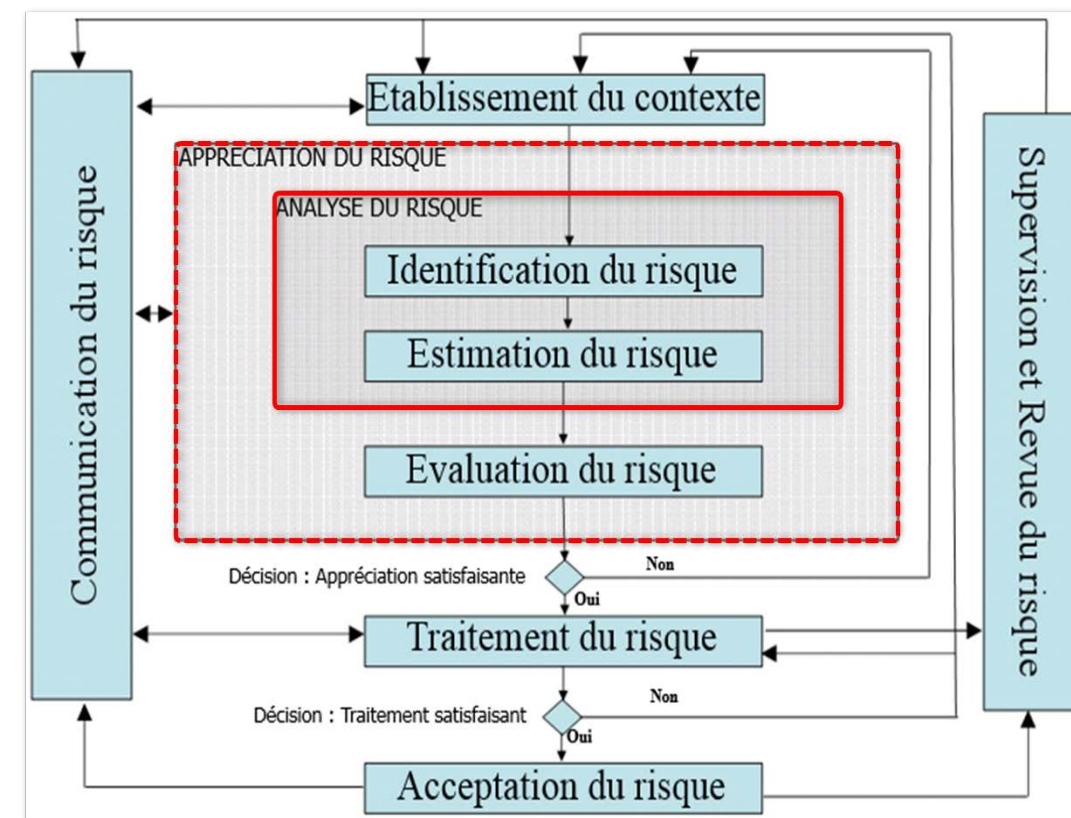 Etablissement du contexte
APPRECIATION DU RISQUE
ANALYSE DU RISQUE
Identification du risque
Estimation du risque
Evaluation du risque
Décision : Appréciation satisfaisante
Non
Oui
Traitement du risque
Décision : Traitement satisfaisant
Non
Oui
Acceptation du risque
Communication du risque
Supervision et Revue du risque